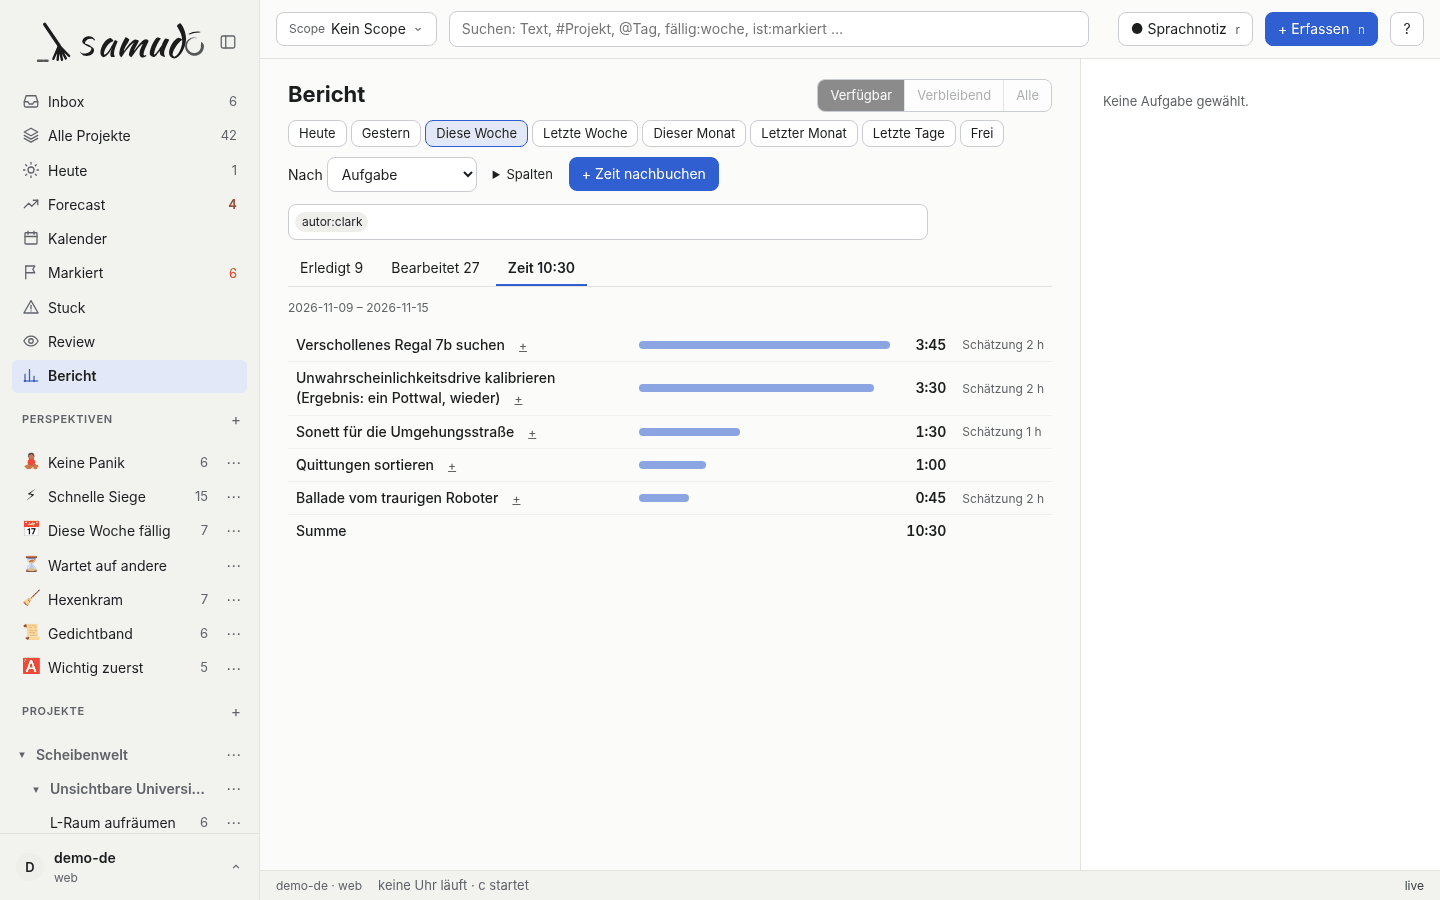 samudō
Inbox 6
Alle Projekte 42
Heute 1
Forecast 4
Kalender
Markiert 6
Stuck
Review
Bericht
PERSPEKTIVEN +
Keine Panik 6 ···
Schnelle Siege 15 ···
Diese Woche fällig 7 ···
Wartet auf andere ···
Hexenkram 7 ···
Gedichtband 6 ···
Wichtig zuerst 5 ···
PROJEKTE +
Scheibenwelt ···
Unsichtbare Universi... ···
L-Raum aufräumen 6 ···
D demo-de
web
Scope Kein Scope
Suchen: Text, #Projekt, @Tag, fällig:woche, ist:markiert ...
Sprachnotiz r
+ Erfassen n
?
Bericht
Verfügbar Verbleibend Alle
Heute Gestern Diese Woche Letzte Woche Dieser Monat Letzter Monat Letzte Tage Frei
Nach Aufgabe Spalten + Zeit nachbuchen
autor:clark
Erledigt 9 Bearbeitet 27 Zeit 10:30
2026-11-09 – 2026-11-15
Verschollenes Regal 7b suchen + 3:45 Schätzung 2 h
Unwahrscheinlichkeitsdrive kalibrieren
(Ergebnis: ein Pottwal, wieder) + 3:30 Schätzung 2 h
Sonett für die Umgehungsstraße + 1:30 Schätzung 1 h
Quittungen sortieren + 1:00
Ballade vom traurigen Roboter + 0:45 Schätzung 2 h
Summe 10:30
Keine Aufgabe gewählt.
demo-de · web keine Uhr läuft · c startet
live